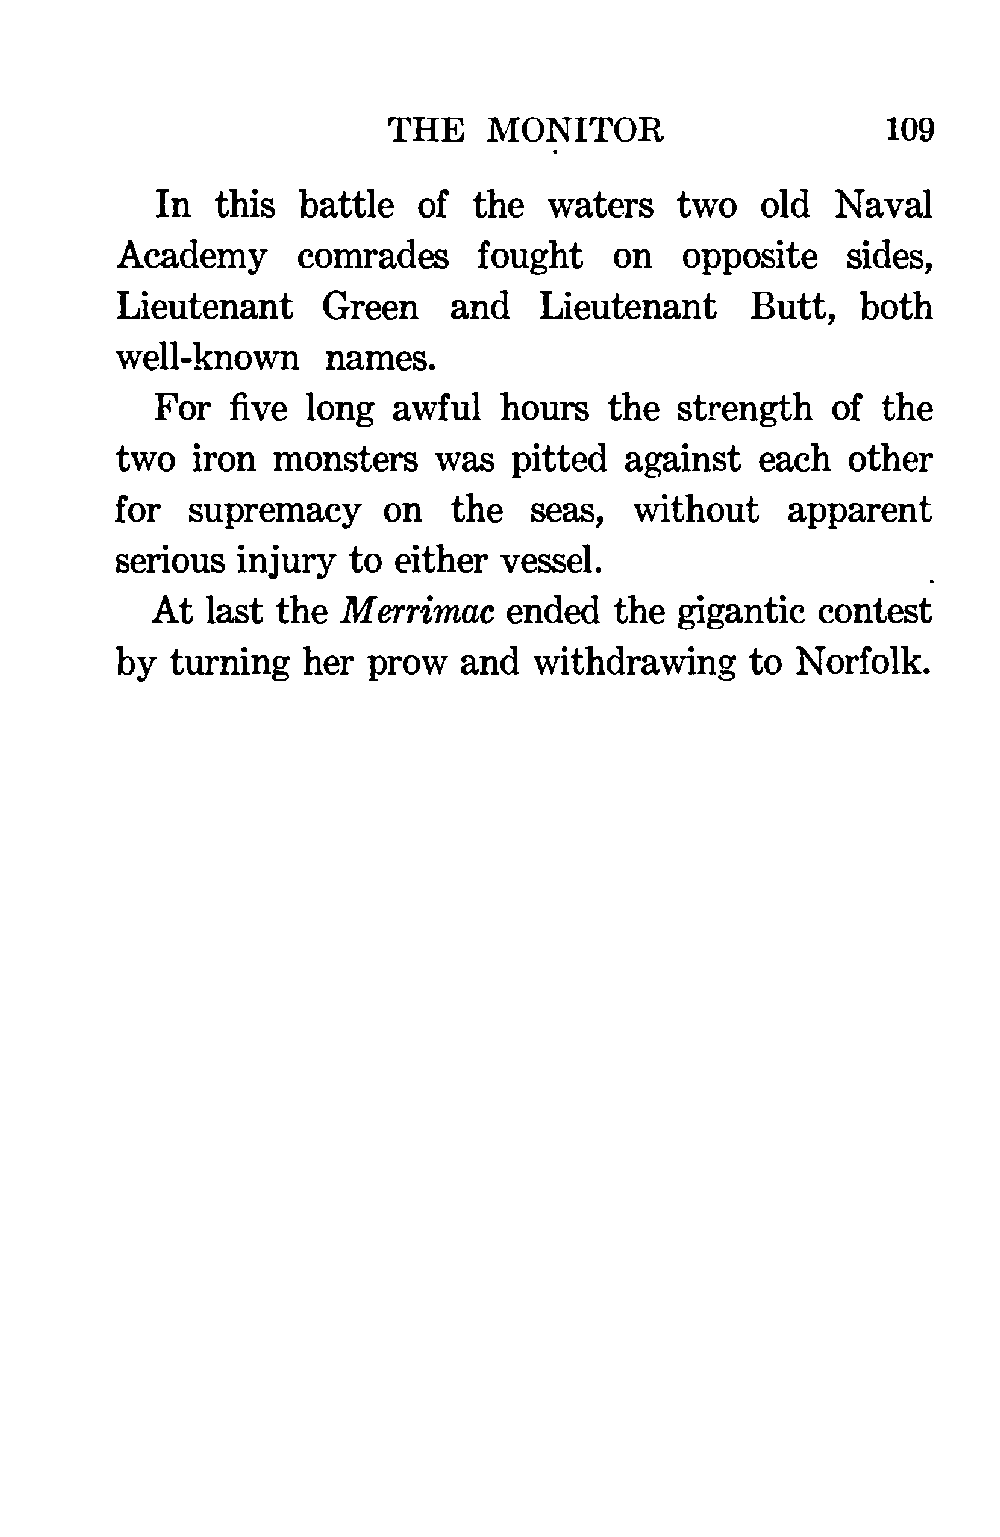 THE MONITOR 109
In this battle of the waters two old Naval
Academy comrades fought on opposite sides,
Lieutenant Green and Lieutenant Butt, both
well-known names.
For five long awful hours the strength of the
two iron monsters was pitted against each other
for supremacy on the seas, without apparent
serious injury to either vessel.
At last the Merrimac ended the gigantic contest
by turning her prow and withdrawing to Norfolk.